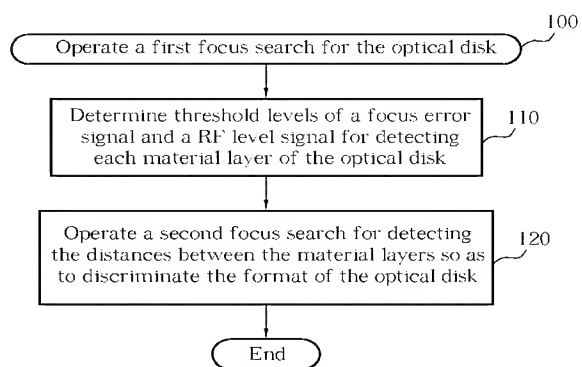 100
Operate a first focus search for the optical disk
Determine threshold levels of a focus error
signal and a RF level signal for detecting
each material layer of the optical disk
110
Operate a second focus search for detecting
the distances between the material layers so as
to discriminate the format of the optical disk
120
End